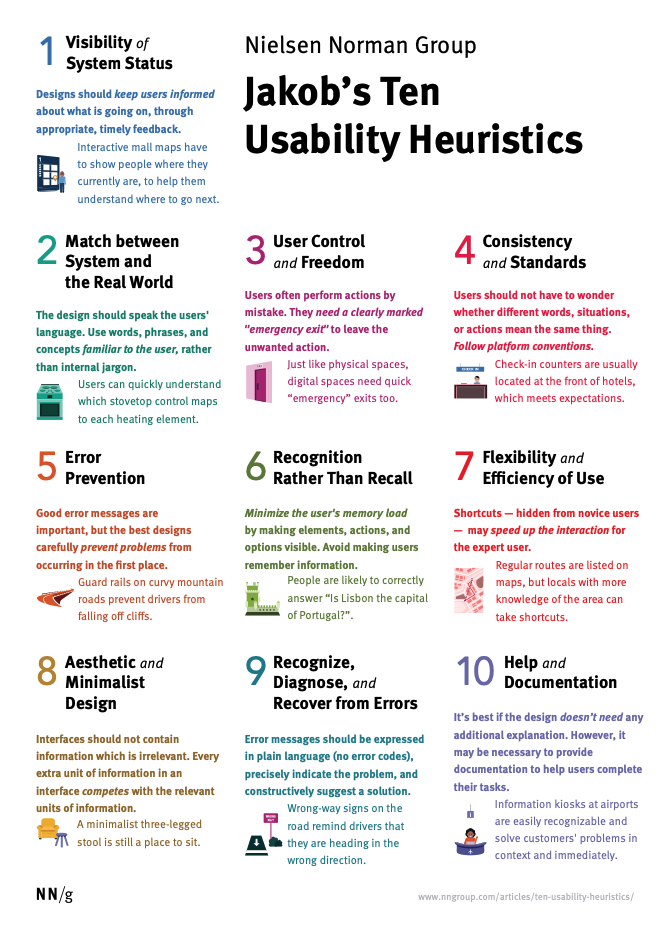 1 Visibility of
System Status
Designs should keep users informed
about what is going on, through
appropriate, timely feedback.
Interactive mall maps have
to show people where they
currently are, to help them
understand where to go next.
Nielsen Norman Group
Jakob's Ten
Usability Heuristics
2 Match between
System and
the Real World
The design should speak the users'
language. Use words, phrases, and
concepts familiar to the user, rather
than internal jargon.
Users can quickly understand
which stovetop control maps
to each heating element.
3 User Control
and Freedom
Users often perform actions by
mistake. They need a clearly marked
"emergency exit" to leave the
unwanted action.
Just like physical spaces,
digital spaces need quick
“emergency” exits too.
4 Consistency
and Standards
Users should not have to wonder
whether different words, situations,
or actions mean the same thing.
Follow platform conventions.
CHECK IN
Check-in counters are usually
located at the front of hotels,
which meets expectations.
5 Error
Prevention
Good error messages are
important, but the best designs
carefully prevent problems from
occurring in the first place.
Guard rails on curvy mountain
roads prevent drivers from
falling off cliffs.
6 Recognition
Rather Than Recall
Minimize the user's memory load
by making elements, actions, and
options visible. Avoid making users
remember information.
People are likely to correctly
answer “Is Lisbon the capital
of Portugal?”.
7 Flexibility and
Efficiency of Use
Shortcuts — hidden from novice users
— may speed up the interaction for
the expert user.
Regular routes are listed on
maps, but locals with more
knowledge of the area can
take shortcuts.
8 Aesthetic and
Minimalist
Design
Interfaces should not contain
information which is irrelevant. Every
extra unit of information in an
interface competes with the relevant
units of information.
A minimalist three-legged
stool is still a place to sit.
9 Recognize,
Diagnose, and
Recover from Errors
Error messages should be expressed
in plain language (no error codes),
precisely indicate the problem, and
constructively suggest a solution.
WRONG
WAY
Wrong-way signs on the
road remind drivers that
they are heading in the
wrong direction.
10 Help and
Documentation
It's best if the design doesn't need any
additional explanation. However, it
may be necessary to provide
documentation to help users complete
their tasks.
Information kiosks at airports
are easily recognizable and
solve customers' problems in
context and immediately.
NN/g
www.nngroup.com/articles/ten-usability-heuristics/